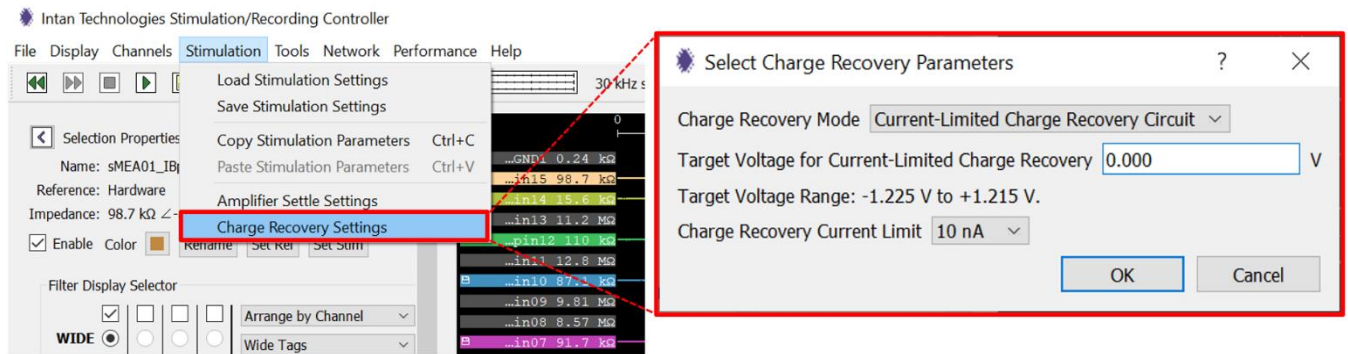 Intan Technologies Stimulation/Recording Controller
File Display Channels Stimulation Tools Network Performance Help
30 kHz s
Load Stimulation Settings
Save Stimulation Settings
Copy Stimulation Parameters Ctrl+C
Paste Stimulation Parameters Ctrl+V
Amplifier Settle Settings
Charge Recovery Settings
Selection Properties
Name: sMEA01_IBp
Reference: Hardware
Impedance: 98.7 kΩ ∠-
Enable Color Rename Set Ref Set Stim
Filter Display Selector
Arrange by Channel
WIDE Wide Tags
0
...GND1 0.24 kΩ
...in15 98.7 kΩ
...in14 15.6 kΩ
...in13 11.2 MΩ
...pin12 110 kΩ
...in11 12.8 MΩ
...in10 87.1 kΩ
...in09 9.81 MΩ
...in08 8.57 MΩ
...in07 91.7 kΩ
Select Charge Recovery Parameters ? ×
Charge Recovery Mode Current-Limited Charge Recovery Circuit
Target Voltage for Current-Limited Charge Recovery 0.000 V
Target Voltage Range: -1.225 V to +1.215 V.
Charge Recovery Current Limit 10 nA
OK Cancel